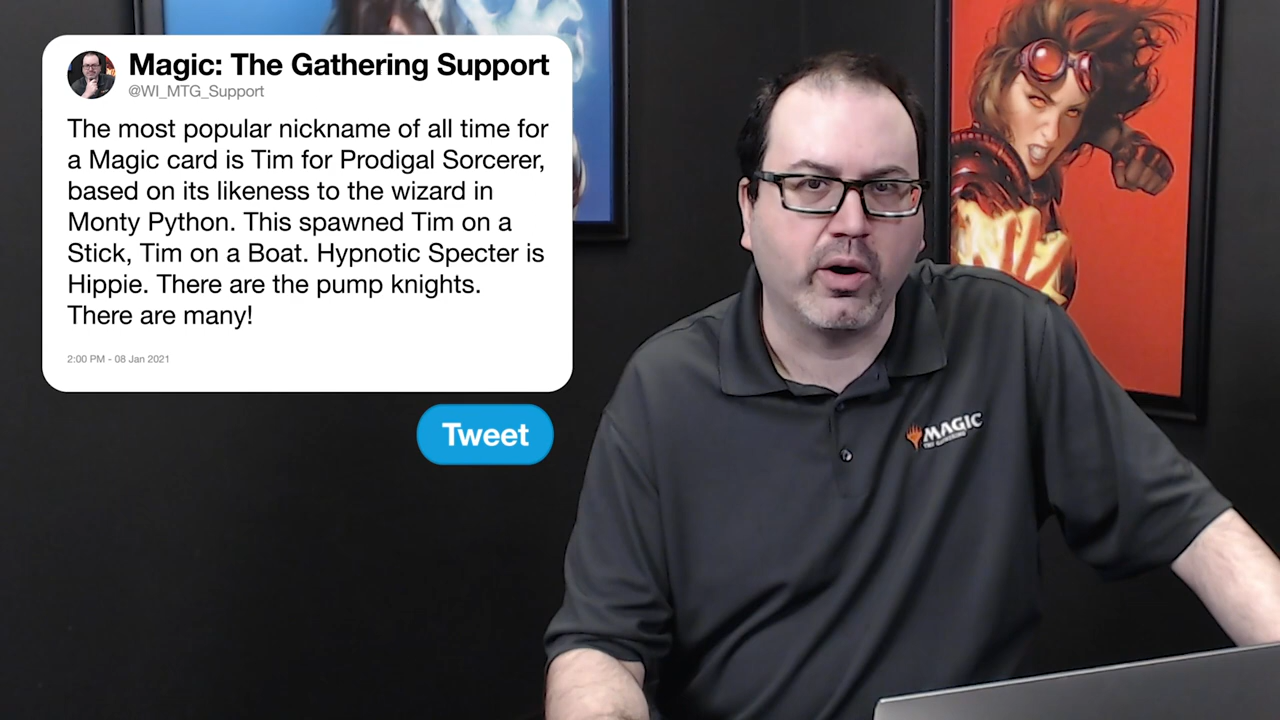 Magic: The Gathering Support
@WI_MTG_Support
The most popular nickname of all time for
a Magic card is Tim for Prodigal Sorcerer,
based on its likeness to the wizard in
Monty Python. This spawned Tim on a
Stick, Tim on a Boat. Hypnotic Specter is
Hippie. There are the pump knights.
There are many!
2:00 PM - 08 Jan 2021
Tweet
MAGIC
THE GATHERING